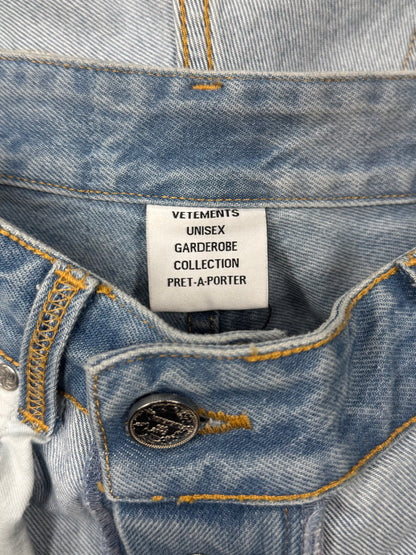 VETEMENTS
UNISEX
GARDEROBE
COLLECTION
PRET-A-PORTER